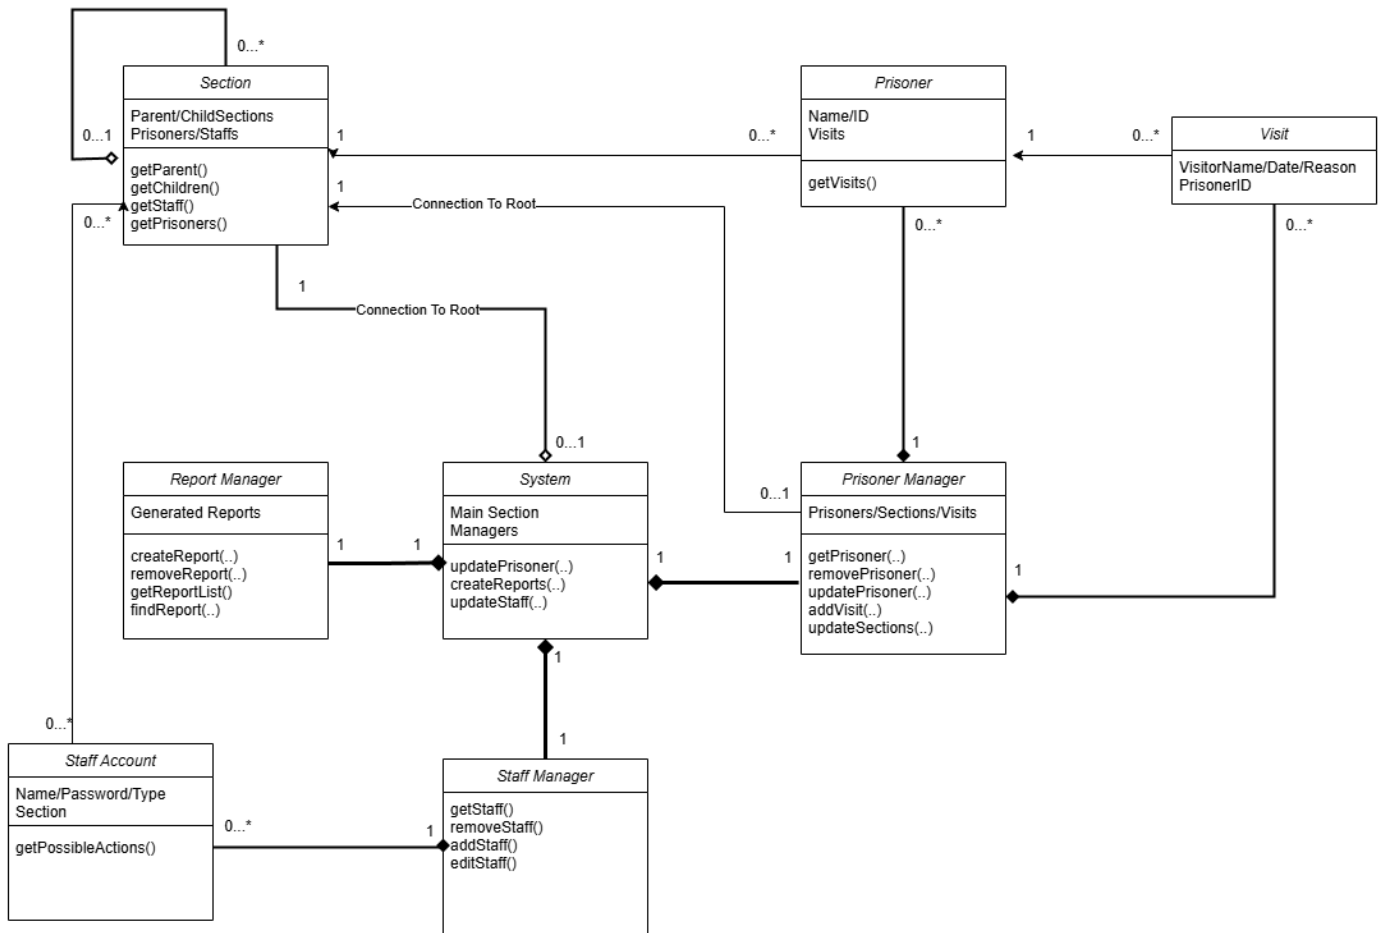 0...*
Section
Parent/ChildSections
Prisoners/Staffs
getParent()
getChildren()
getStaff()
getPrisoners()
0...1
0...*
1
0...*
1
Connection To Root
Prisoner
Name/ID
Visits
getVisits()
1
0...*
Visit
VisitorName/Date/Reason
PrisonerID
0...*
0...*
1
Connection To Root
0...1
1
0...1
Report Manager
Generated Reports
createReport(..)
removeReport(..)
getReportList()
findReport(..)
1
1
System
Main Section
Managers
updatePrisoner(..)
createReports(..)
updateStaff(..)
1
1
Prisoner Manager
Prisoners/Sections/Visits
getPrisoner(..)
removePrisoner(..)
updatePrisoner(..)
addVisit(..)
updateSections(..)
1
1
1
0...*
Staff Account
Name/Password/Type
Section
getPossibleActions()
0...*
1
Staff Manager
getStaff()
removeStaff()
addStaff()
editStaff()